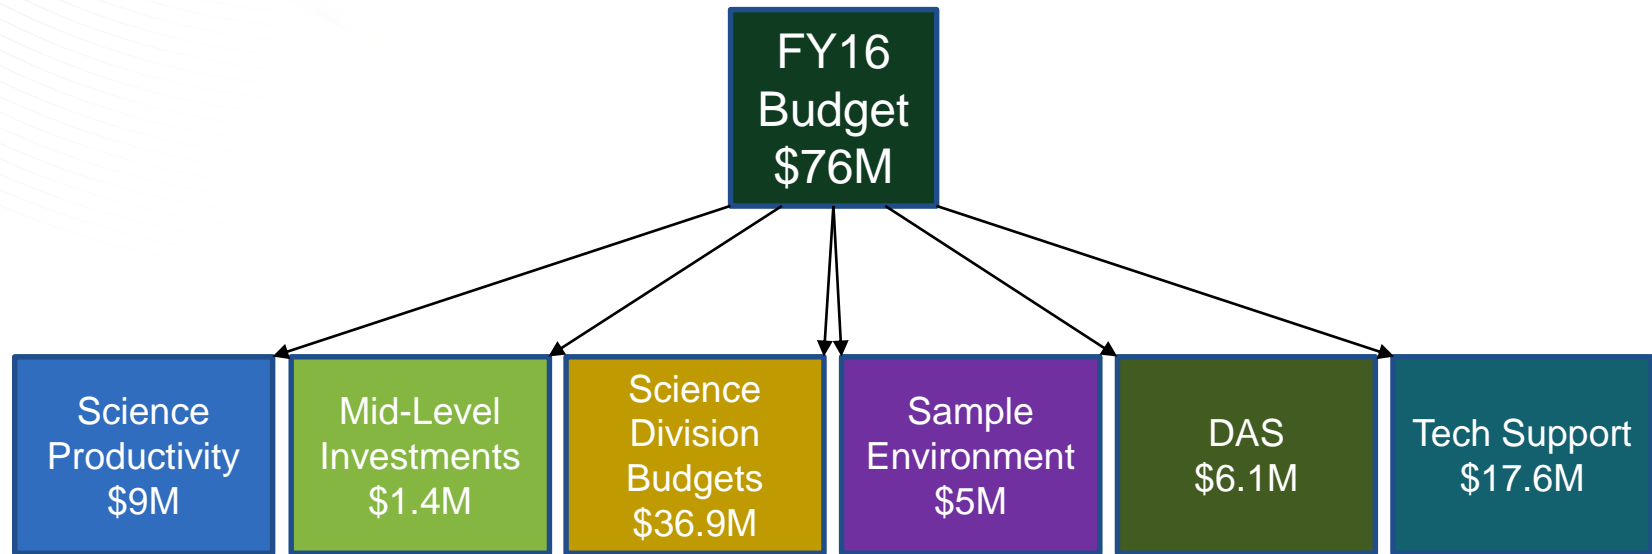 FY16
Budget
$76M
Science
Productivity
$9M
Mid-Level
Investments
$1.4M
Science
Division
Budgets
$36.9M
Sample
Environment
$5M
DAS
$6.1M
Tech Support
$17.6M